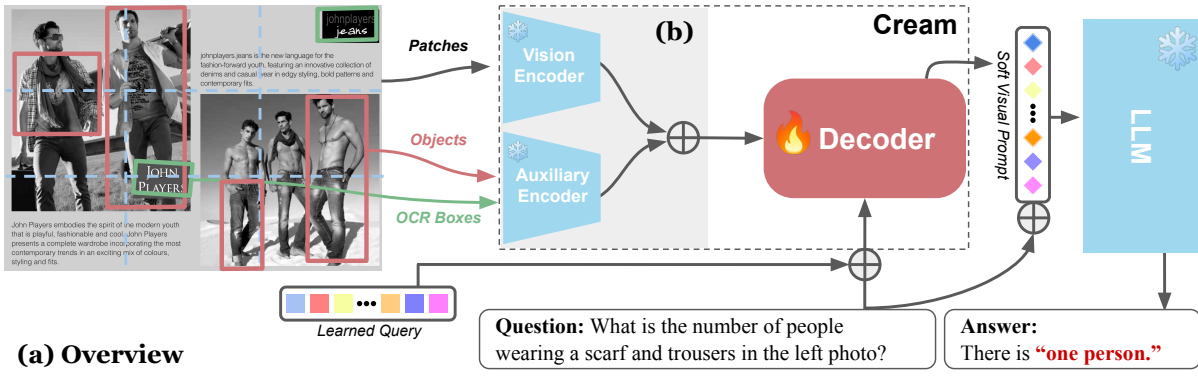 johnplayers
jeans
johnplayers.jeans is the new language for the
fashion-forward youth, featuring an innovative collection of
denims and casual wear in edgy styling, bold patterns and
contemporary fits.
JOHN
PLAYERS
John Players embodies the spirit of the modern youth
that is playful, fashionable and cool. John Players
presents a complete wardrobe incorporating the most
contemporary trends in an exciting mix of colours,
styling and fits.
(a) Overview
Patches
Objects
OCR Boxes
Learned Query
(b)
Cream
Vision
Encoder
Auxiliary
Encoder
Decoder
Soft Visual Prompt
LLM
Question: What is the number of people
wearing a scarf and trousers in the left photo?
Answer:
There is “one person.”